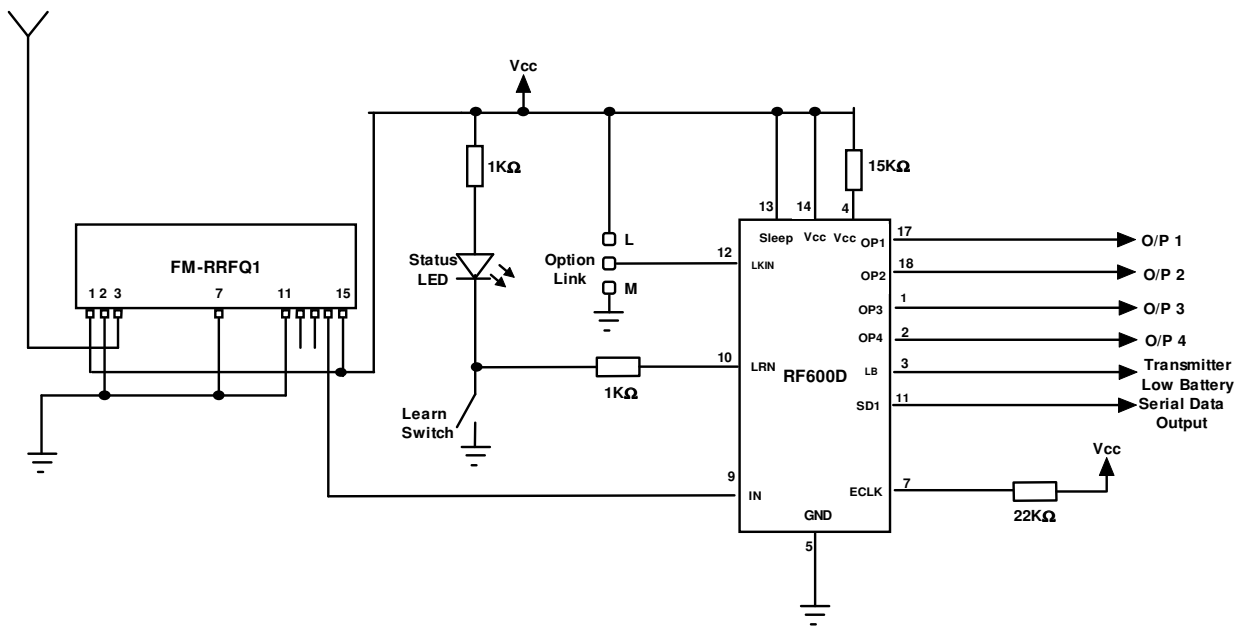 Vcc
1KΩ
15KΩ
13
14
4
Sleep
Vcc
Vcc
OP1
17
O/P 1
FM-RRFQ1
1
2
3
7
11
15
Status
LED
Option
Link
L
M
12
LKIN
OP2
18
O/P 2
OP3
1
O/P 3
OP4
2
O/P 4
10
LRN
RF600D
LB
3
Transmitter
Low Battery
1KΩ
SD1
11
Serial Data
Output
Learn
Switch
Vcc
9
IN
ECLK
7
22KΩ
GND
5